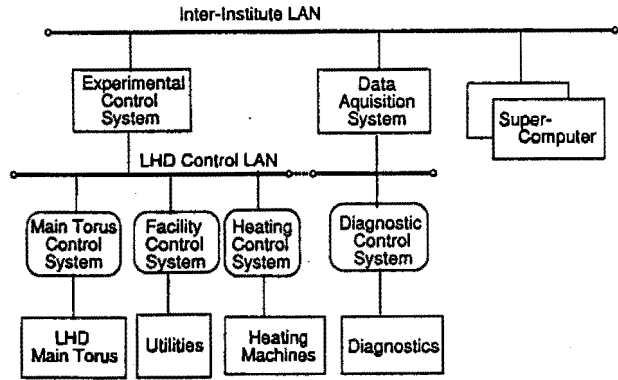 Inter-Institute LAN
Experimental
Control
System
Data
Aquisition
System
Super-
Computer
LHD Control LAN
Main Torus
Control
System
Facility
Control
System
Heating
Control
System
Diagnostic
Control
System
LHD
Main Torus
Utilities
Heating
Machines
Diagnostics